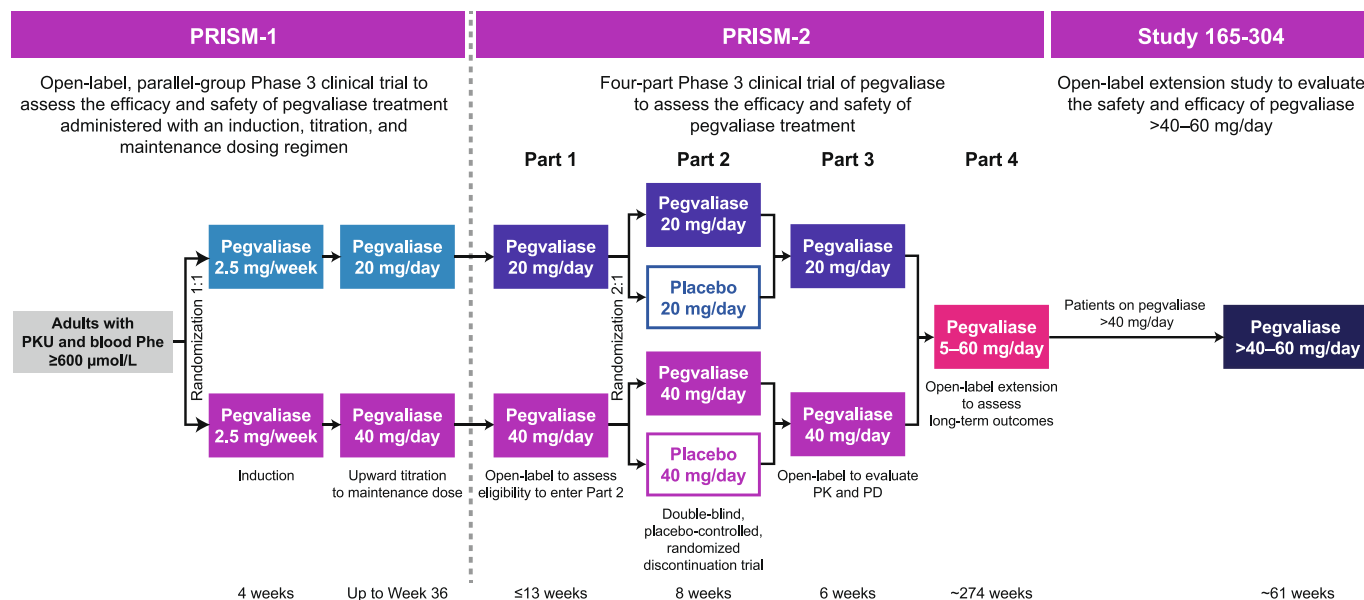 PRISM-1
PRISM-2
Study 165-304
Open-label, parallel-group Phase 3 clinical trial to
assess the efficacy and safety of pegvaliase treatment
administered with an induction, titration, and
maintenance dosing regimen
Four-part Phase 3 clinical trial of pegvaliase
to assess the efficacy and safety of
pegvaliase treatment
Open-label extension study to evaluate
the safety and efficacy of pegvaliase
>40–60 mg/day
Part 1
Part 2
Part 3
Part 4
Adults with
PKU and blood Phe
≥600 µmol/L
Randomization 1:1
Pegvaliase
2.5 mg/week
Pegvaliase
20 mg/day
Pegvaliase
20 mg/day
Randomization 2:1
Pegvaliase
20 mg/day
Placebo
20 mg/day
Pegvaliase
20 mg/day
Pegvaliase
2.5 mg/week
Induction
Pegvaliase
40 mg/day
Upward titration
to maintenance dose
Pegvaliase
40 mg/day
Open-label to assess
eligibility to enter Part 2
Pegvaliase
40 mg/day
Placebo
40 mg/day
Double-blind,
placebo-controlled,
randomized
discontinuation trial
Pegvaliase
40 mg/day
Open-label to evaluate
PK and PD
Pegvaliase
5–60 mg/day
Open-label extension
to assess
long-term outcomes
Patients on pegvaliase
>40 mg/day
Pegvaliase
>40–60 mg/day
4 weeks
Up to Week 36
≤13 weeks
8 weeks
6 weeks
~274 weeks
~61 weeks